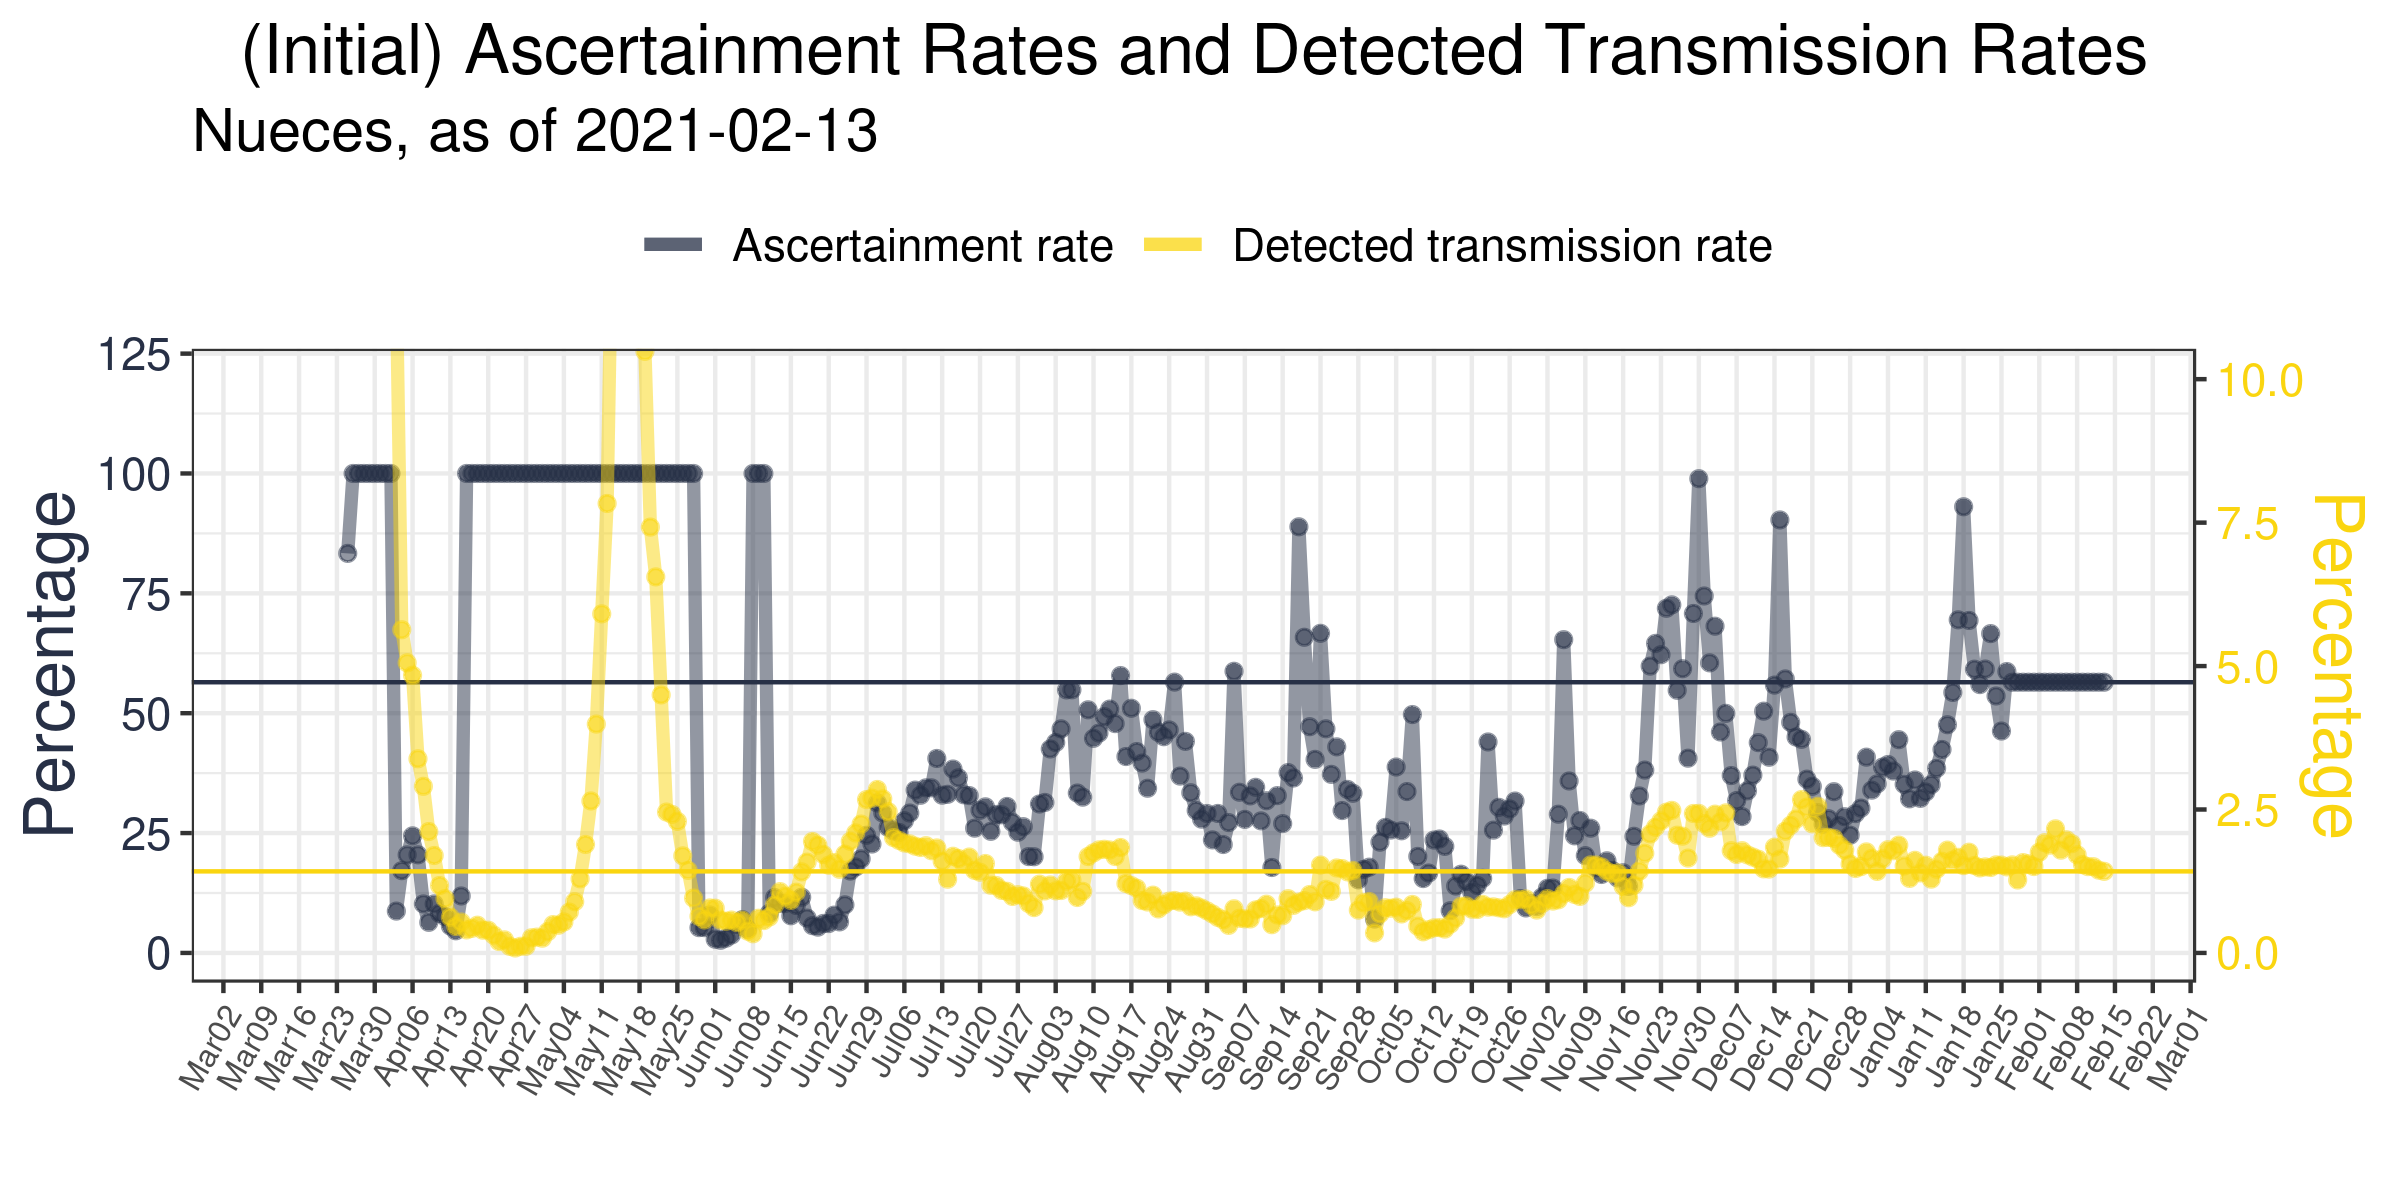 (Initial) Ascertainment Rates and Detected Transmission Rates
Nueces, as of 2021-02-13
Ascertainment rate Detected transmission rate
125
100
75
50
25
0
Percentage
10.0
7.5
5.0
2.5
0.0
Percentage
Mar02 Mar09 Mar16 Mar23 Mar30 Apr06 Apr13 Apr20 Apr27 May04 May11 May18 May25 Jun01 Jun08 Jun15 Jun22 Jun29 Jul06 Jul13 Jul20 Jul27 Aug03 Aug10 Aug17 Aug24 Aug31 Sep07 Sep14 Sep21 Sep28 Oct05 Oct12 Oct19 Oct26 Nov02 Nov09 Nov16 Nov23 Nov30 Dec07 Dec14 Dec21 Dec28 Jan04 Jan11 Jan18 Jan25 Feb01 Feb08 Feb15 Feb22 Mar01